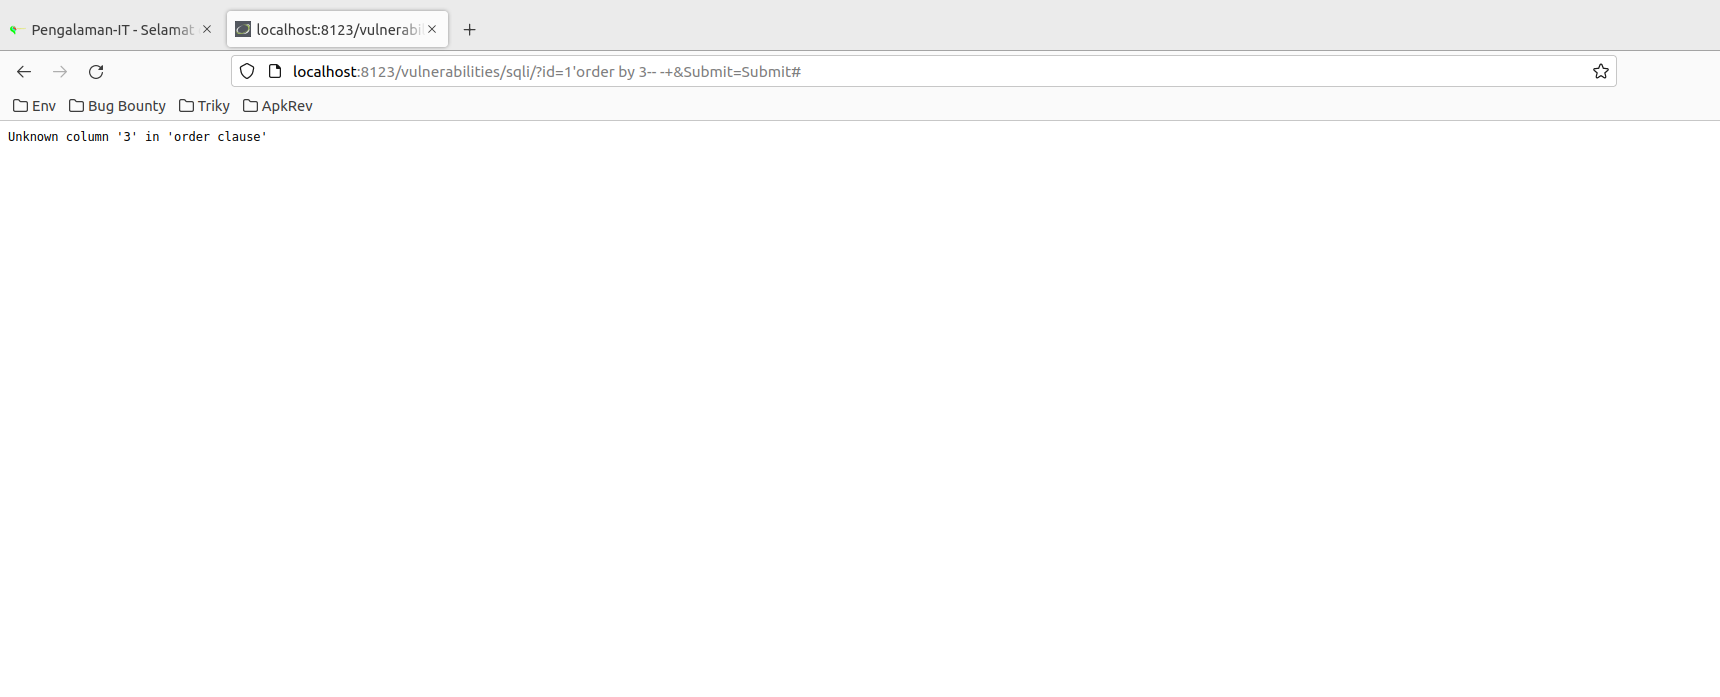 Pengalaman-IT - Selamat
localhost:8123/vulnerabil
localhost:8123/vulnerabilities/sqli/?id=1'order by 3-- -+&Submit=Submit#
Env Bug Bounty Triky ApkRev
Unknown column '3' in 'order clause'